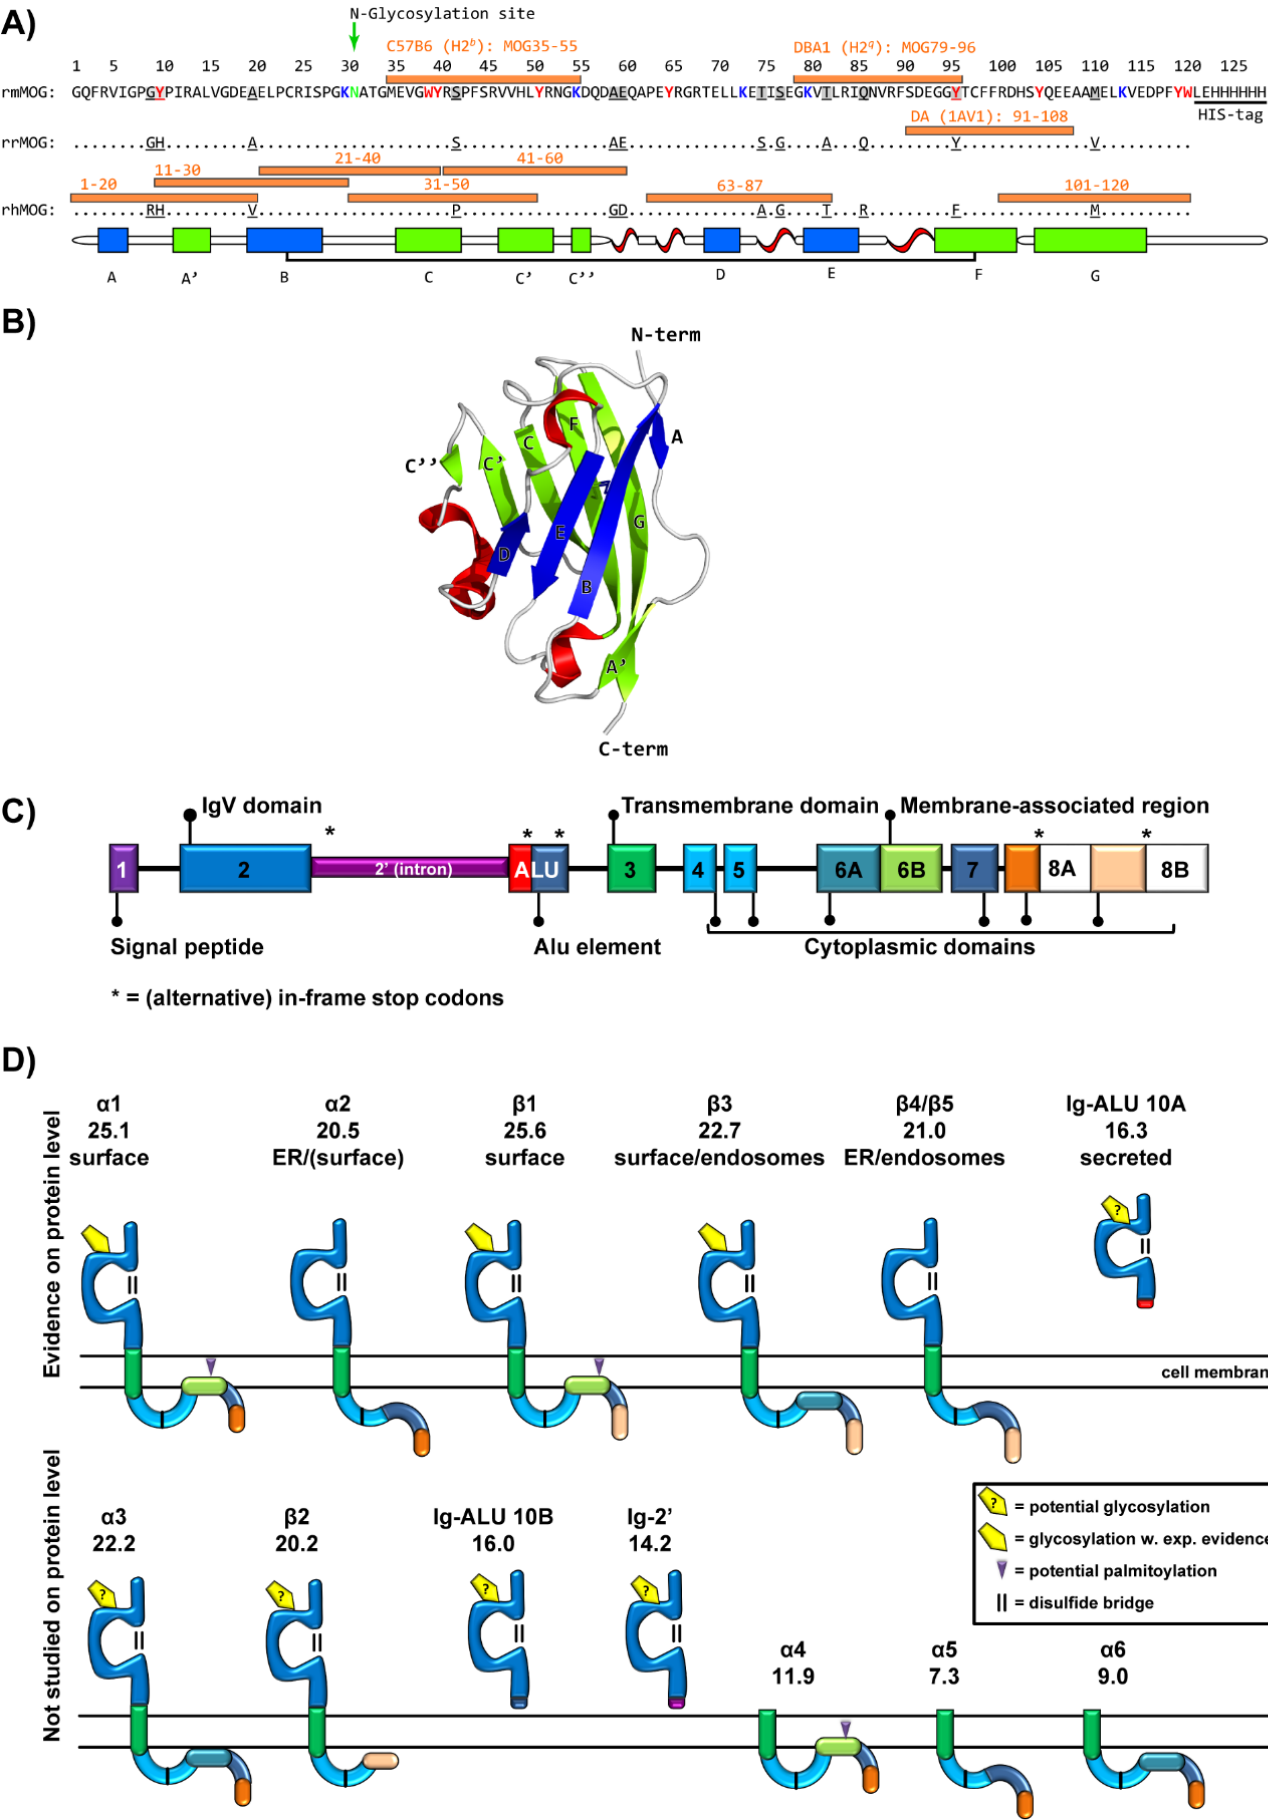 A)
N-Glycosylation site
C57B6 (H2ᵇ): MOG35-55
DBA1 (H2ᑫ): MOG79-96
1 5 10 15 20 25 30 35 40 45 50 55 60 65 70 75 80 85 90 95 100 105 110 115 120 125
rmMOG: GQFRVIGPGYPIRALVGDEAELPCRISPGKNATGMEVGWYRSPFSRVVHLYRNGKDQDAEQAPEYRGRTELLKETISEGKVTLRIQNVRFSDEGGYTCFFRDHSYQEEAAMELKVEDPFYWLEHHHHHH
HIS-tag
DA (1AV1): 91-108
rrMOG: ........GH.........A.....................S................AE..............S.G....A...Q.........Y..............V..........
21-40 41-60
11-30
1-20 31-50 63-87 101-120
rhMOG: ........RH.........V.....................P................GD..............A.G....T...R.........F..............M..........
A A' B C C' C'' D E F G
B)
N-term
A
F
C
C'
C''
G
E
D
B
A'
C-term
C)
IgV domain
Transmembrane domain
Membrane-associated region
* * * * *
1 2 2' (intron) ALU 3 4 5 6A 6B 7 8A 8B
Signal peptide
Alu element
Cytoplasmic domains
* = (alternative) in-frame stop codons
D)
Evidence on protein level
α1 α2 β1 β3 β4/β5 Ig-ALU 10A
25.1 20.5 25.6 22.7 21.0 16.3
surface ER/(surface) surface surface/endosomes ER/endosomes secreted
?
cell membran
Not studied on protein level
α3 β2 Ig-ALU 10B Ig-2'
22.2 20.2 16.0 14.2
? ? ? ?
? = potential glycosylation
= glycosylation w. exp. evidence
= potential palmitoylation
= disulfide bridge
α4 α5 α6
11.9 7.3 9.0